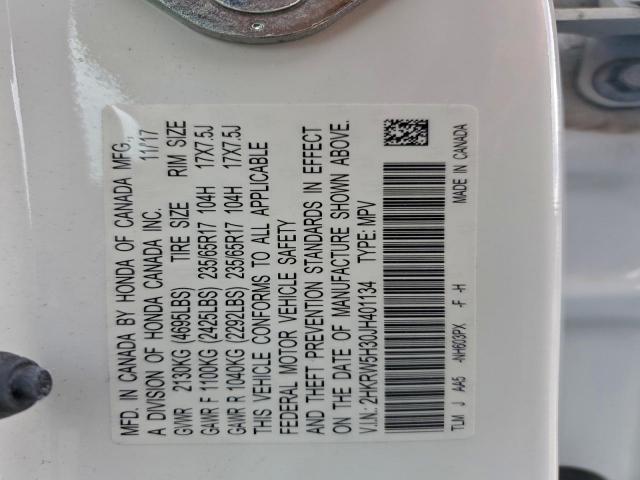 MFD. IN CANADA BY HONDA OF CANADA MFG.,
A DIVISION OF HONDA CANADA INC. 11/17
GVWR 2130KG (4695LBS) TIRE SIZE RIM SIZE
GAWR F 1100KG (2425LBS) 235/65R17 104H 17X7.5J
GAWR R 1040KG (2292LBS) 235/65R17 104H 17X7.5J
THIS VEHICLE CONFORMS TO ALL APPLICABLE
FEDERAL MOTOR VEHICLE SAFETY
AND THEFT PREVENTION STANDARDS IN EFFECT
ON THE DATE OF MANUFACTURE SHOWN ABOVE.
V.I.N.: 2HKRW5H30JH401134 TYPE: MPV
TLM J AA5 -NH603PX -F -H MADE IN CANADA